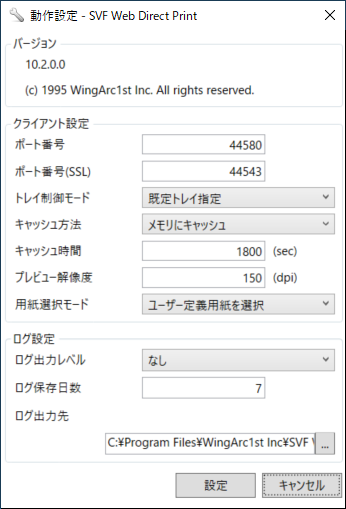 動作設定 - SVF Web Direct Print
バージョン
10.2.0.0
(c) 1995 WingArc1st Inc. All rights reserved.
クライアント設定
ポート番号 44580
ポート番号(SSL) 44543
トレイ制御モード 既定トレイ指定
キャッシュ方法 メモリにキャッシュ
キャッシュ時間 1800 (sec)
プレビュー解像度 150 (dpi)
用紙選択モード ユーザー定義用紙を選択
ログ設定
ログ出力レベル なし
ログ保存日数 7
ログ出力先
C:¥Program Files¥WingArc1st Inc¥SVF ...
設定 キャンセル